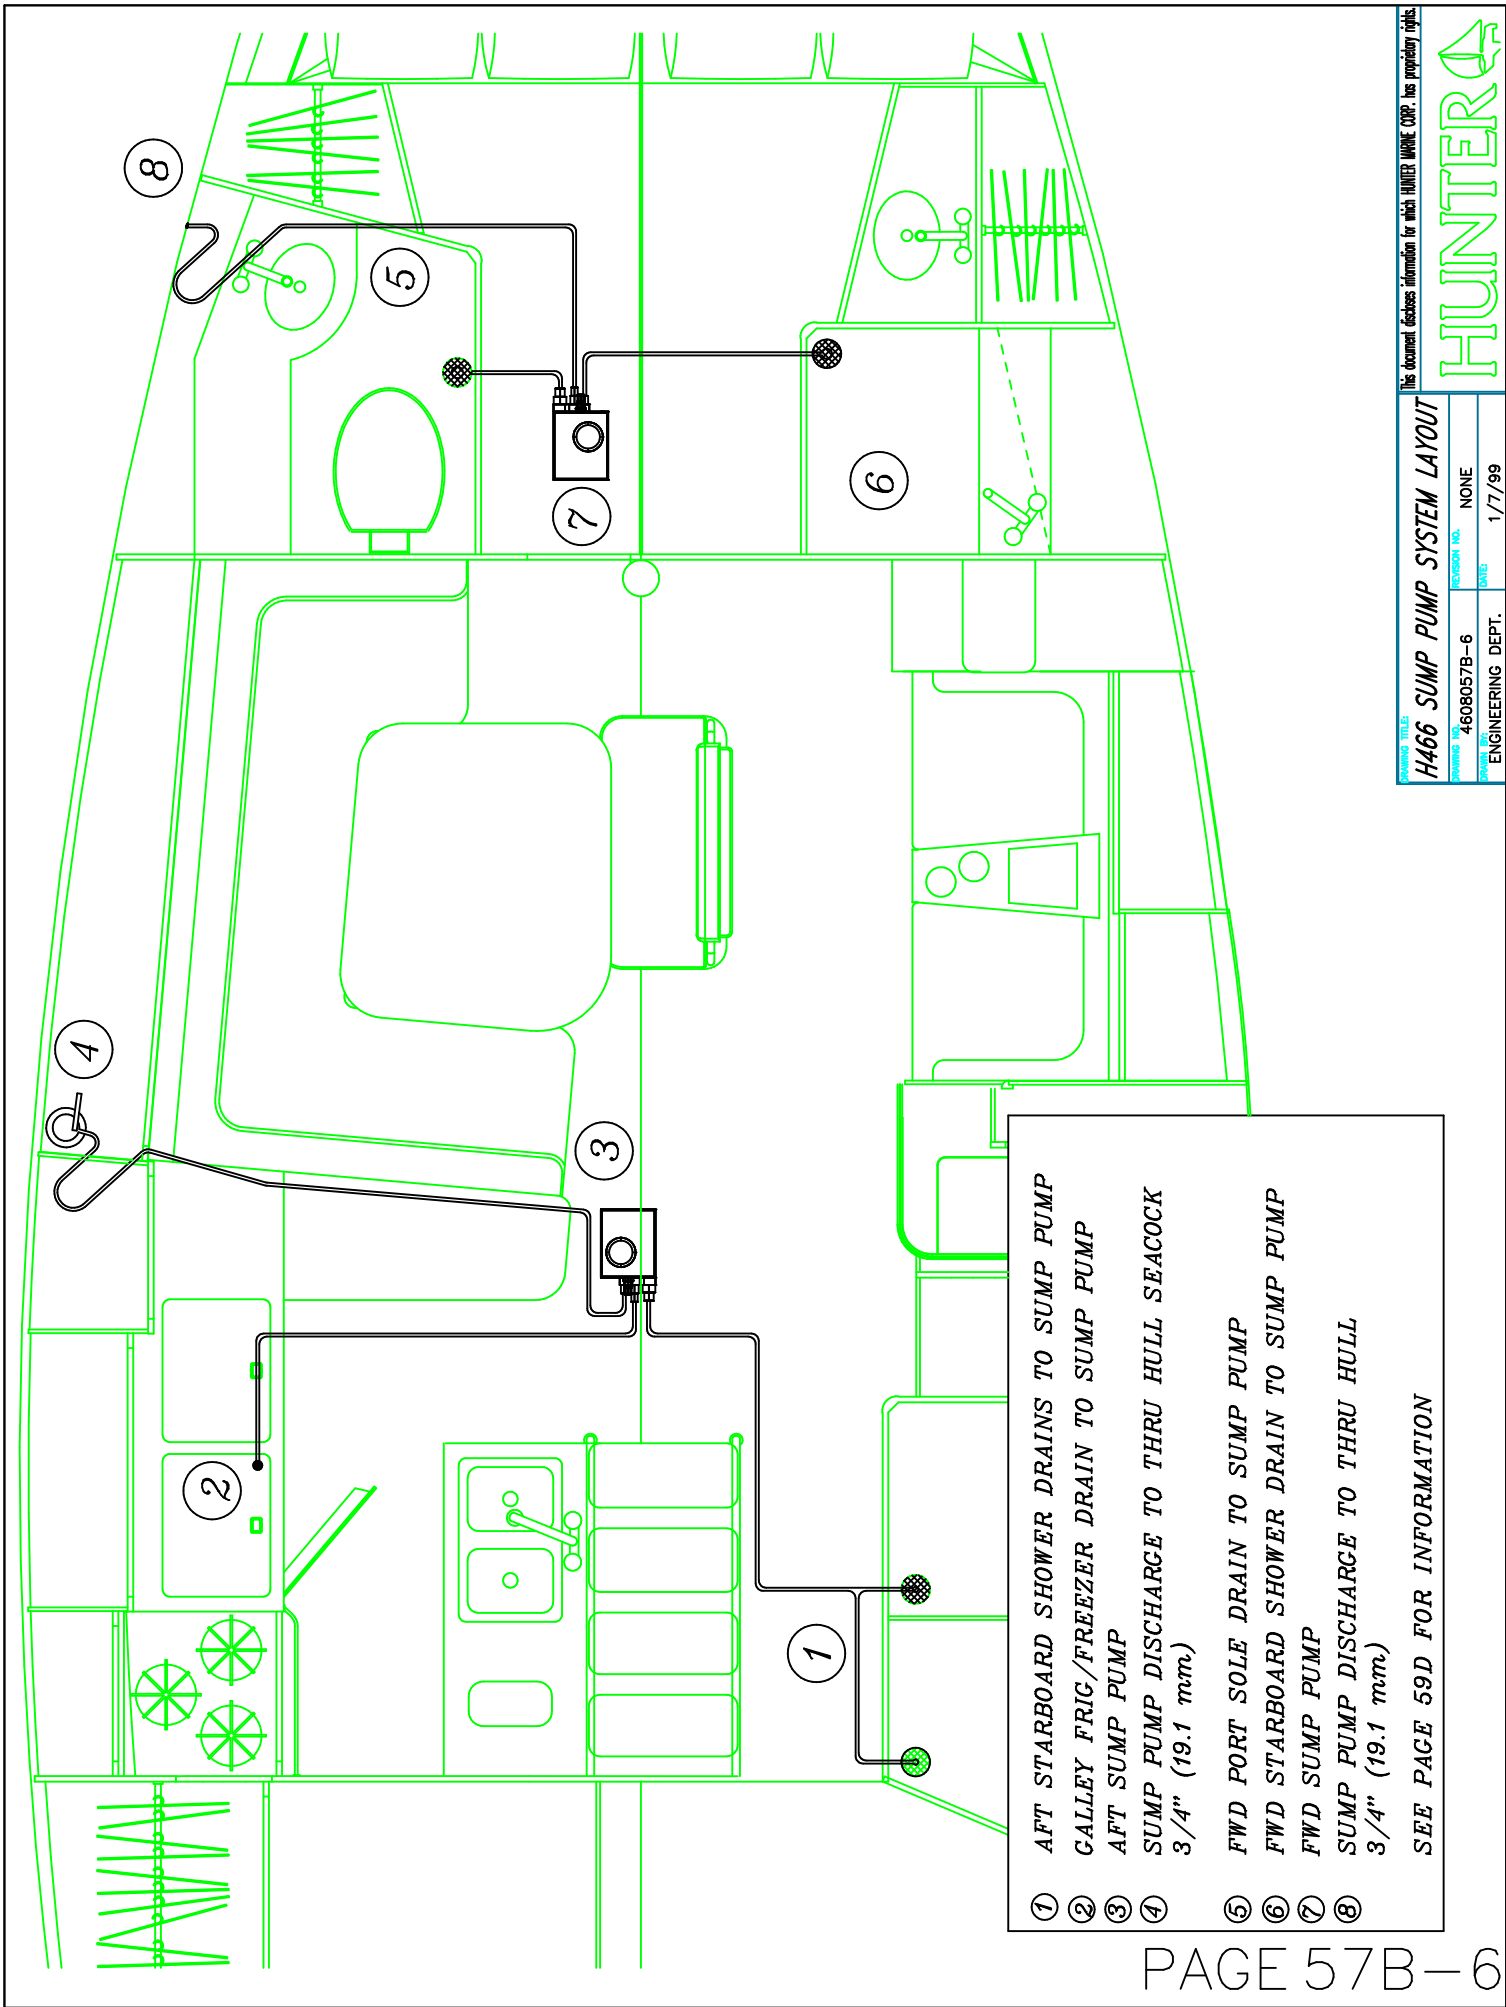 8
5
7
6
4
3
2
1
① AFT STARBOARD SHOWER DRAINS TO SUMP PUMP
② GALLEY FRIG/FREEZER DRAIN TO SUMP PUMP
③ AFT SUMP PUMP
④ SUMP PUMP DISCHARGE TO THRU HULL SEACOCK
3/4" (19.1 mm)
⑤ FWD PORT SOLE DRAIN TO SUMP PUMP
⑥ FWD STARBOARD SHOWER DRAIN TO SUMP PUMP
⑦ FWD SUMP PUMP
⑧ SUMP PUMP DISCHARGE TO THRU HULL
3/4" (19.1 mm)
SEE PAGE 59D FOR INFORMATION
DRAWING TITLE:
H466 SUMP PUMP SYSTEM LAYOUT
DRAWING NO.
4608057B-6
REVISION NO.
NONE
DRAWN BY:
ENGINEERING DEPT.
DATE:
1/7/99
This document discloses information for which HUNTER MARINE CORP. has proprietary rights.
HUNTER
PAGE 57B-6